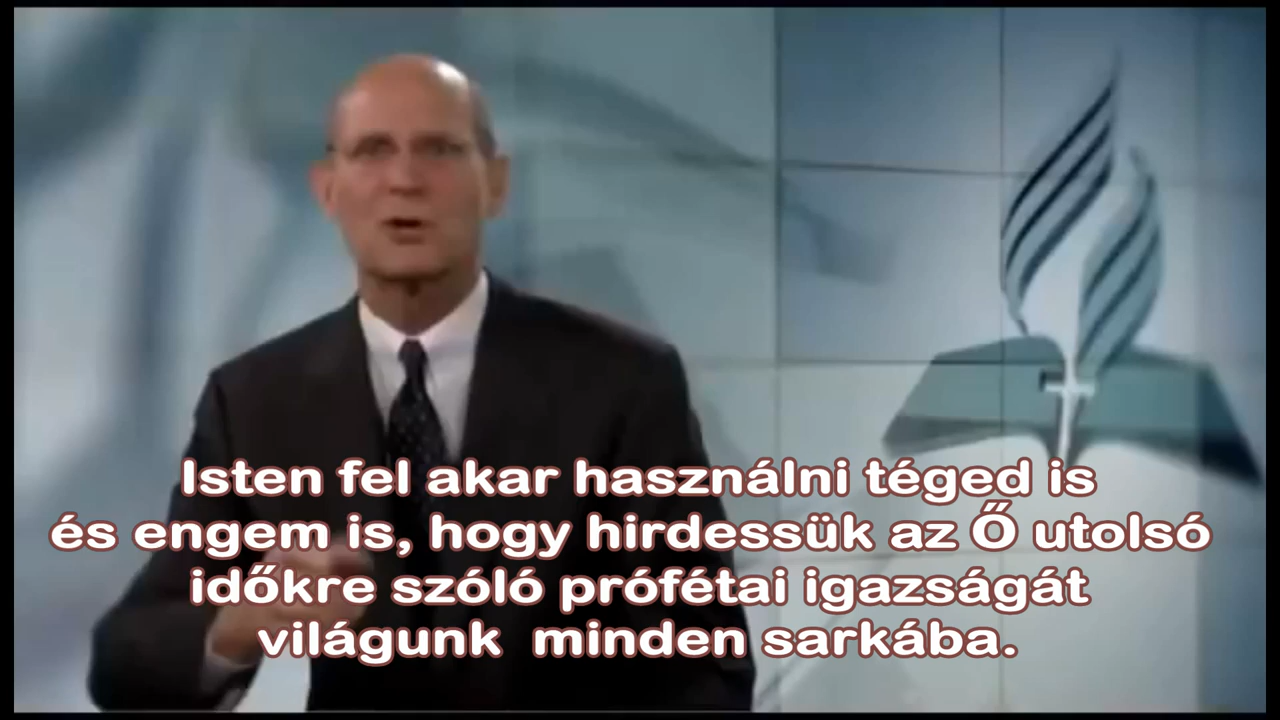 Isten fel akar használni téged is
és engem is, hogy hirdessük az Ő utolsó
időkre szóló prófétai igazságát
világunk  minden sarkába.